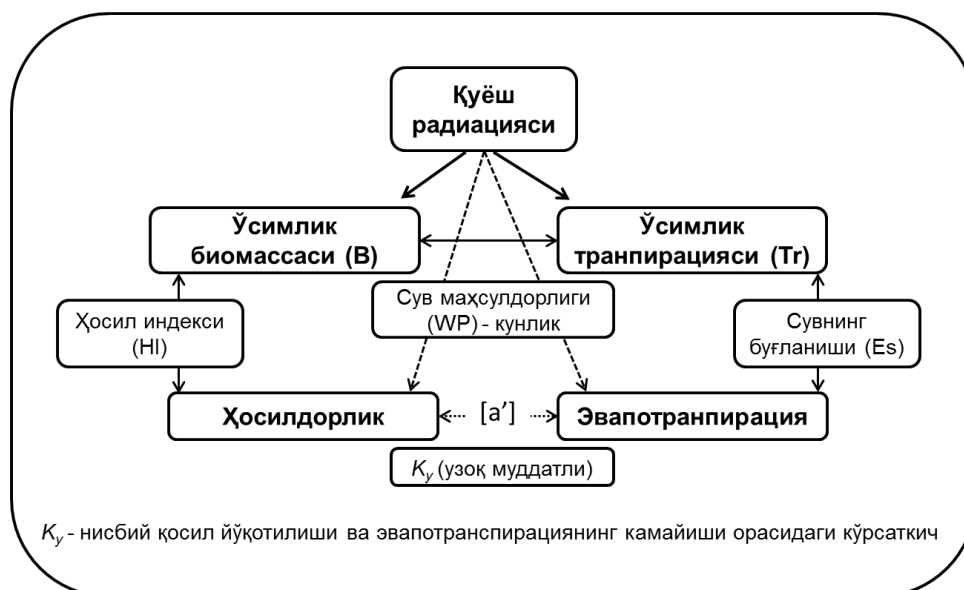 Қуёш
радиацияси
Ўсимлик
биомассаси (B)
Ўсимлик
транпирацияси (Tr)
Ҳосил индекси
(HI)
Сув маҳсулдорлиги
(WP) - кунлик
Сувнинг
буғланиши (Es)
Ҳосилдорлик
[a']
Эвапотранпирация
Ky (узоқ муддатли)
Ky - нисбий қосил йўқотилиши ва эвапотранспирациянинг камайиши орасидаги кўрсаткич